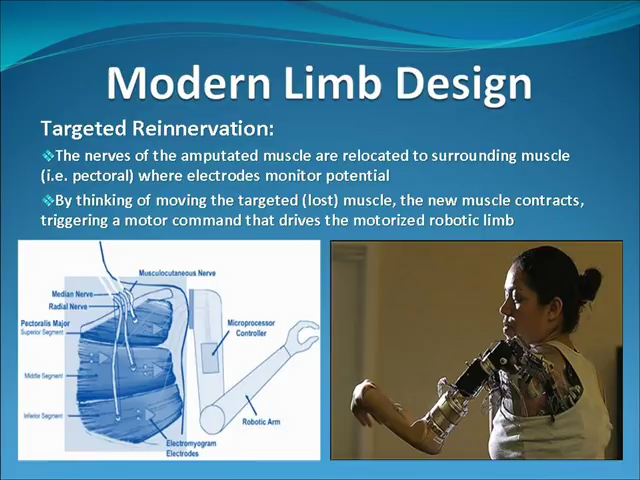 Modern Limb Design
Targeted Reinnervation:
❖The nerves of the amputated muscle are relocated to surrounding muscle
(i.e. pectoral) where electrodes monitor potential
❖By thinking of moving the targeted (lost) muscle, the new muscle contracts,
triggering a motor command that drives the motorized robotic limb
Musculocutaneous Nerve
Median Nerve
Radial Nerve
Pectoralis Major
Superior Segment
Microprocessor
Controller
Middle Segment
Inferior Segment
Robotic Arm
Electromyogram
Electrodes